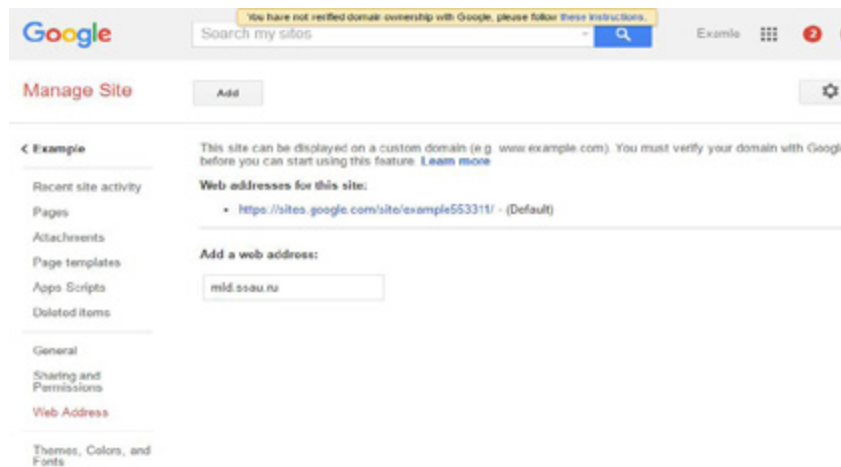 You have not verified domain ownership with Google, please follow these instructions.
Google
Search my sites
Examle
2
Manage Site
Add
Example
This site can be displayed on a custom domain (e.g. www.example.com). You must verify your domain with Googl
before you can start using this feature. Learn more
Recent site activity
Web addresses for this site:
Pages
https://sites.google.com/site/example553311/ - (Default)
Attachments
Page templates
Add a web address:
Apps Scripts
mld.ssau.ru
Deleted items
General
Sharing and
Permissions
Web Address
Themes, Colors, and
Fonts